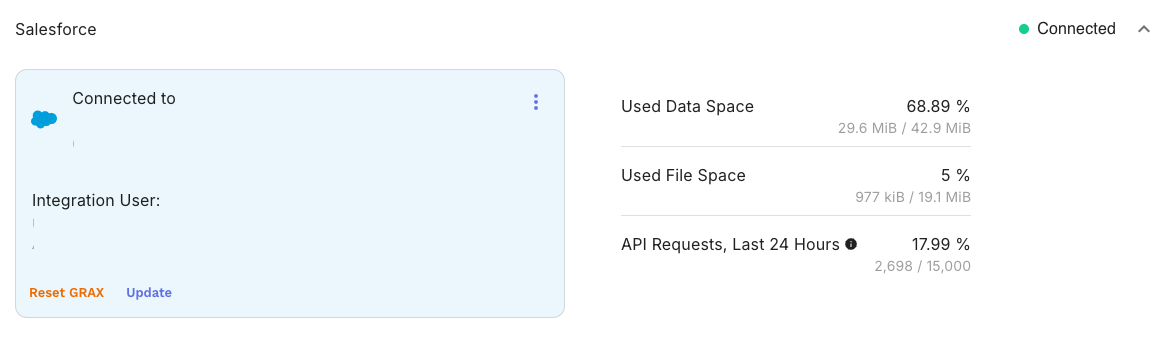 Salesforce
Connected
Connected to
Integration User:
Reset GRAX
Update
Used Data Space
68.89 %
29.6 MiB / 42.9 MiB
Used File Space
5 %
977 kiB / 19.1 MiB
API Requests, Last 24 Hours
17.99 %
2,698 / 15,000